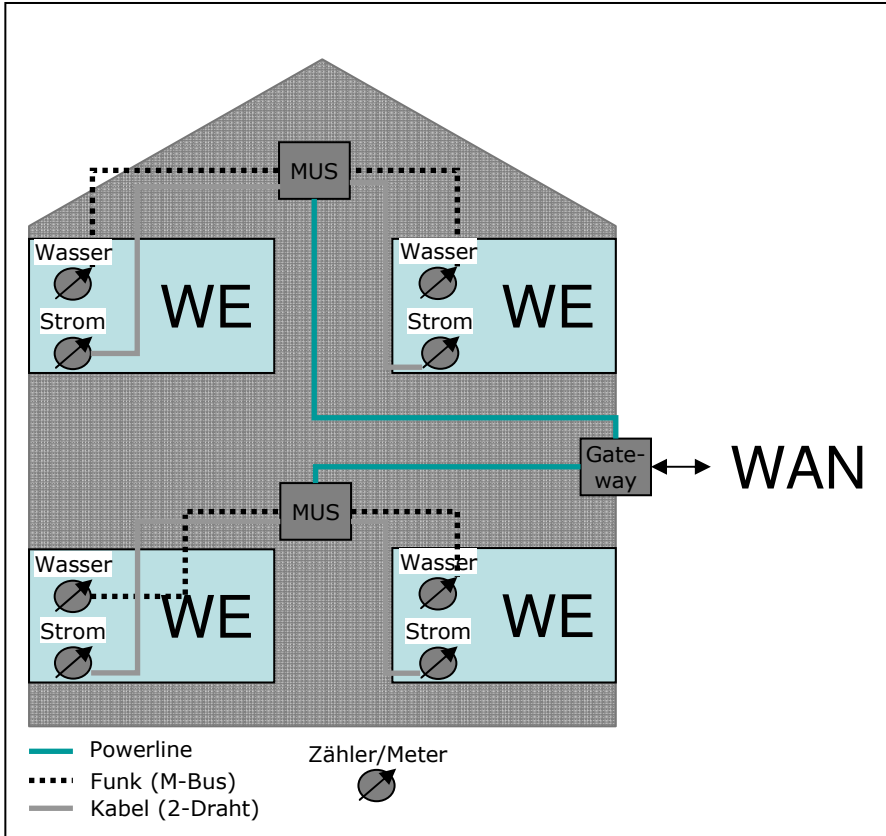 MUS
Wasser
Strom
WE
Wasser
Strom
WE
Gate-
way
WAN
MUS
Wasser
Strom
WE
Wasser
Strom
WE
Powerline
Funk (M-Bus)
Kabel (2-Draht)
Zähler/Meter